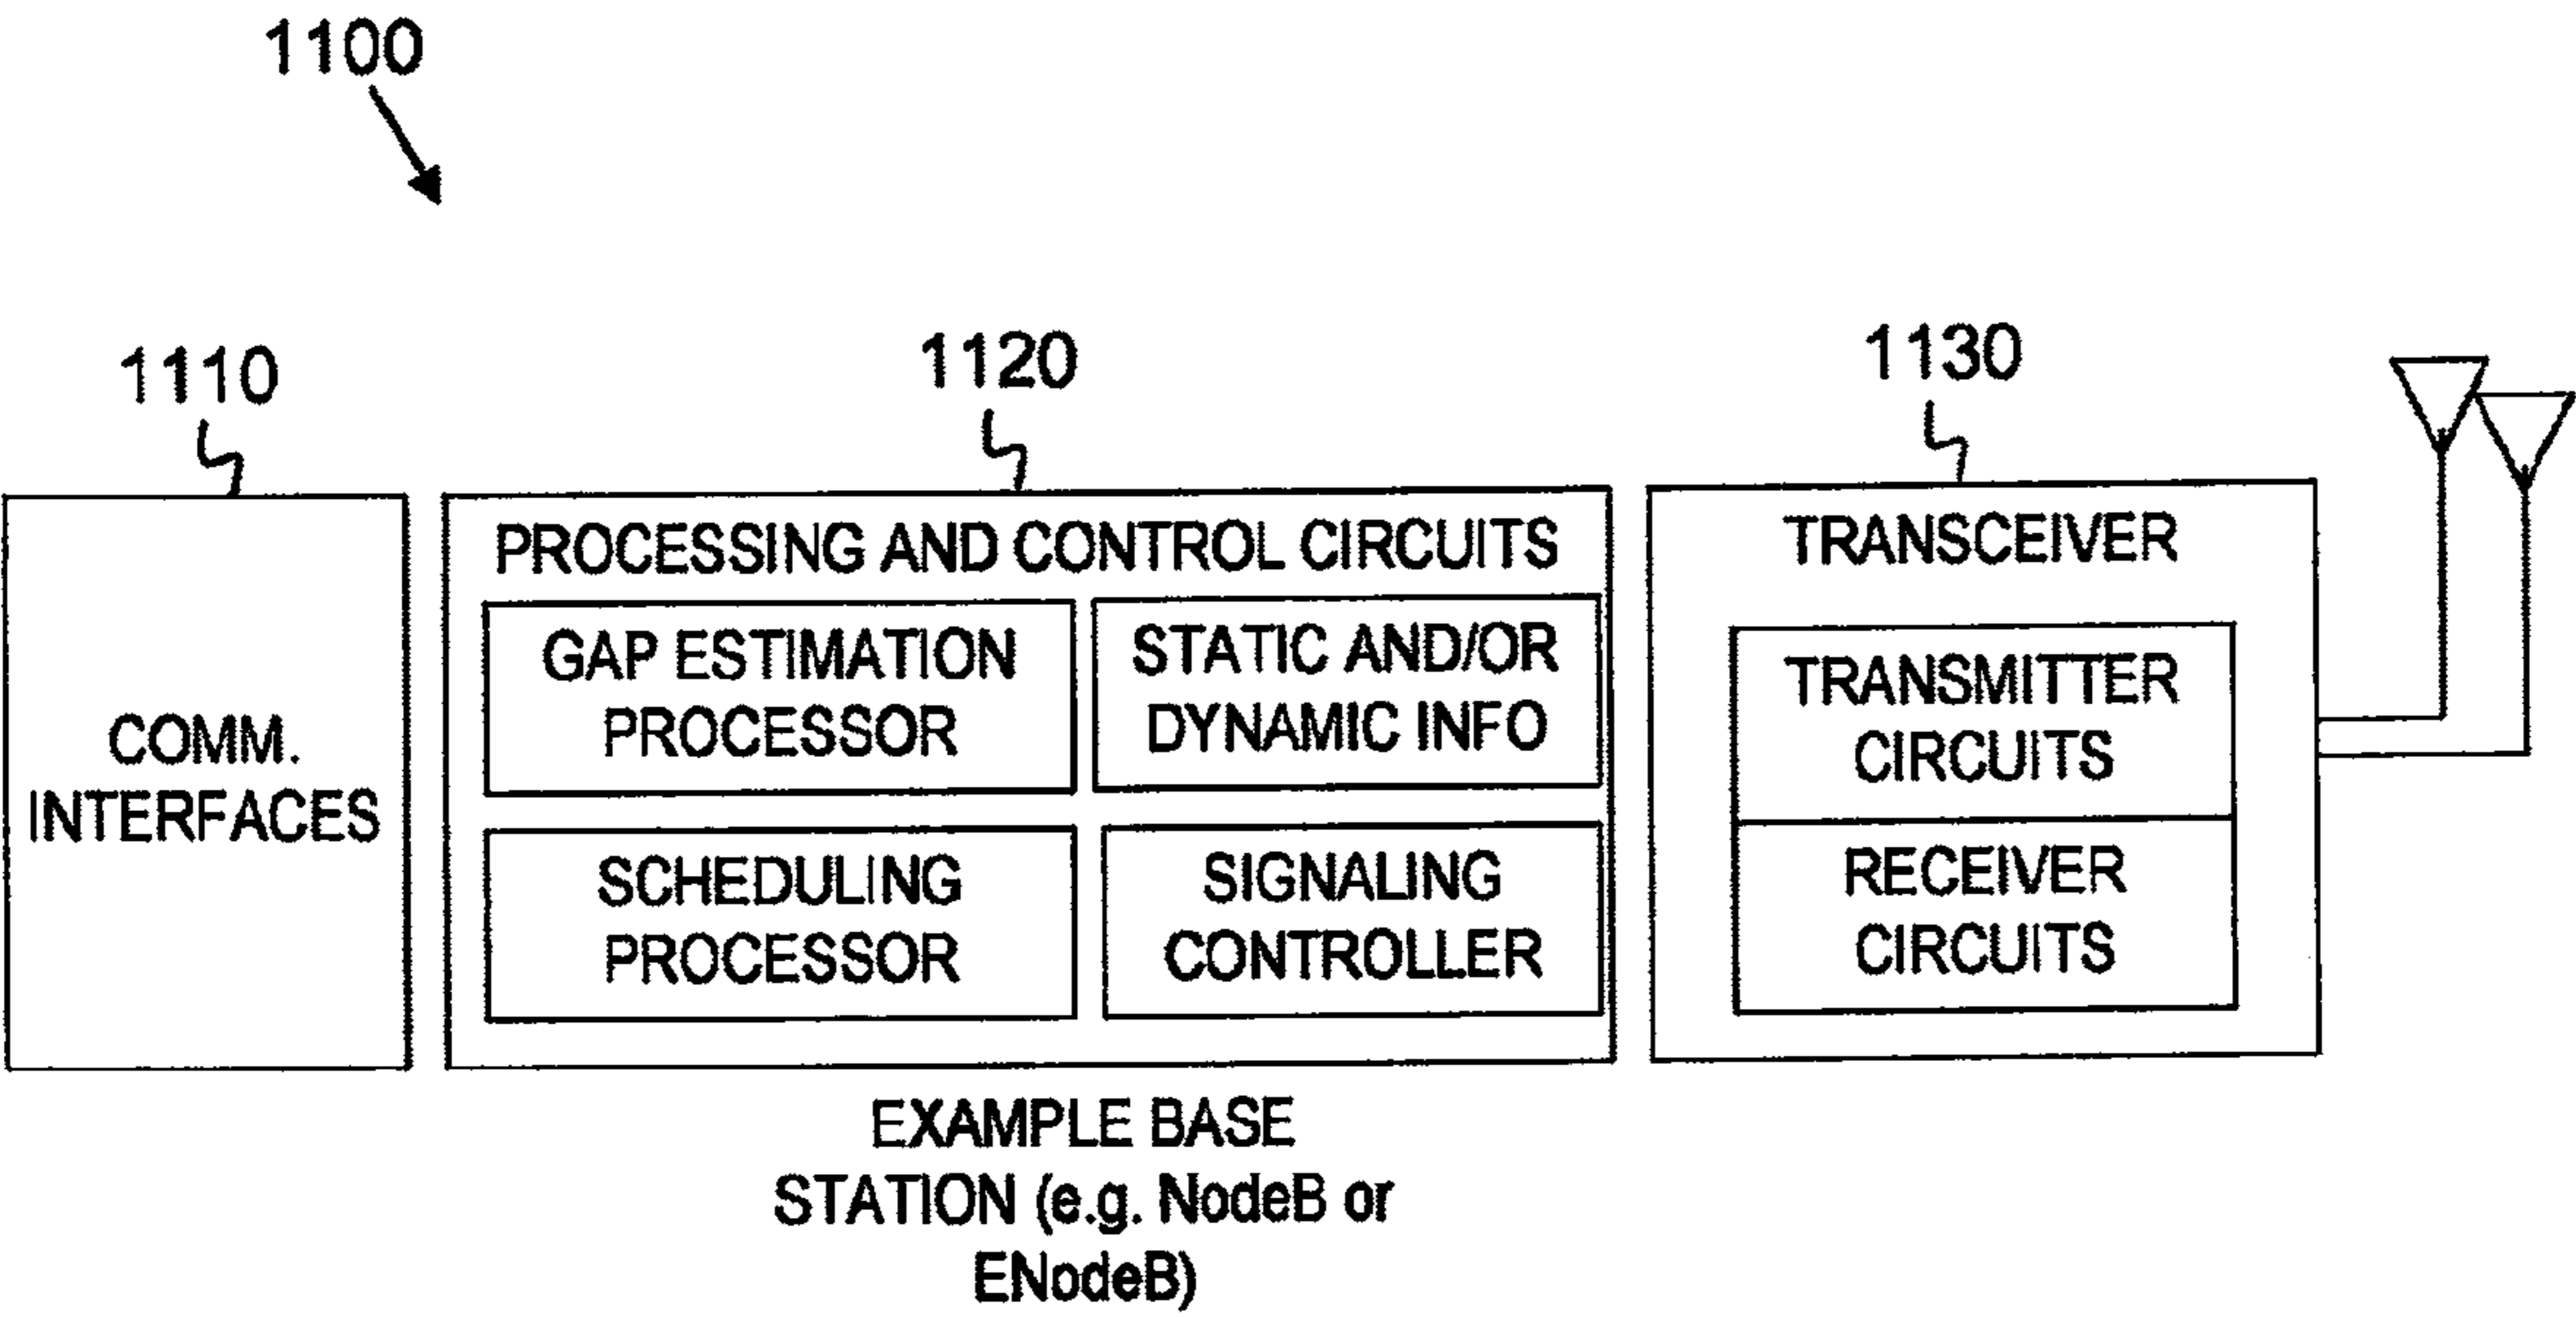 1100
1110
1120
1130
COMM.
INTERFACES
PROCESSING AND CONTROL CIRCUITS
GAP ESTIMATION
PROCESSOR
STATIC AND/OR
DYNAMIC INFO
SCHEDULING
PROCESSOR
SIGNALING
CONTROLLER
TRANSCEIVER
TRANSMITTER
CIRCUITS
RECEIVER
CIRCUITS
EXAMPLE BASE
STATION (e.g. NodeB or
ENodeB)